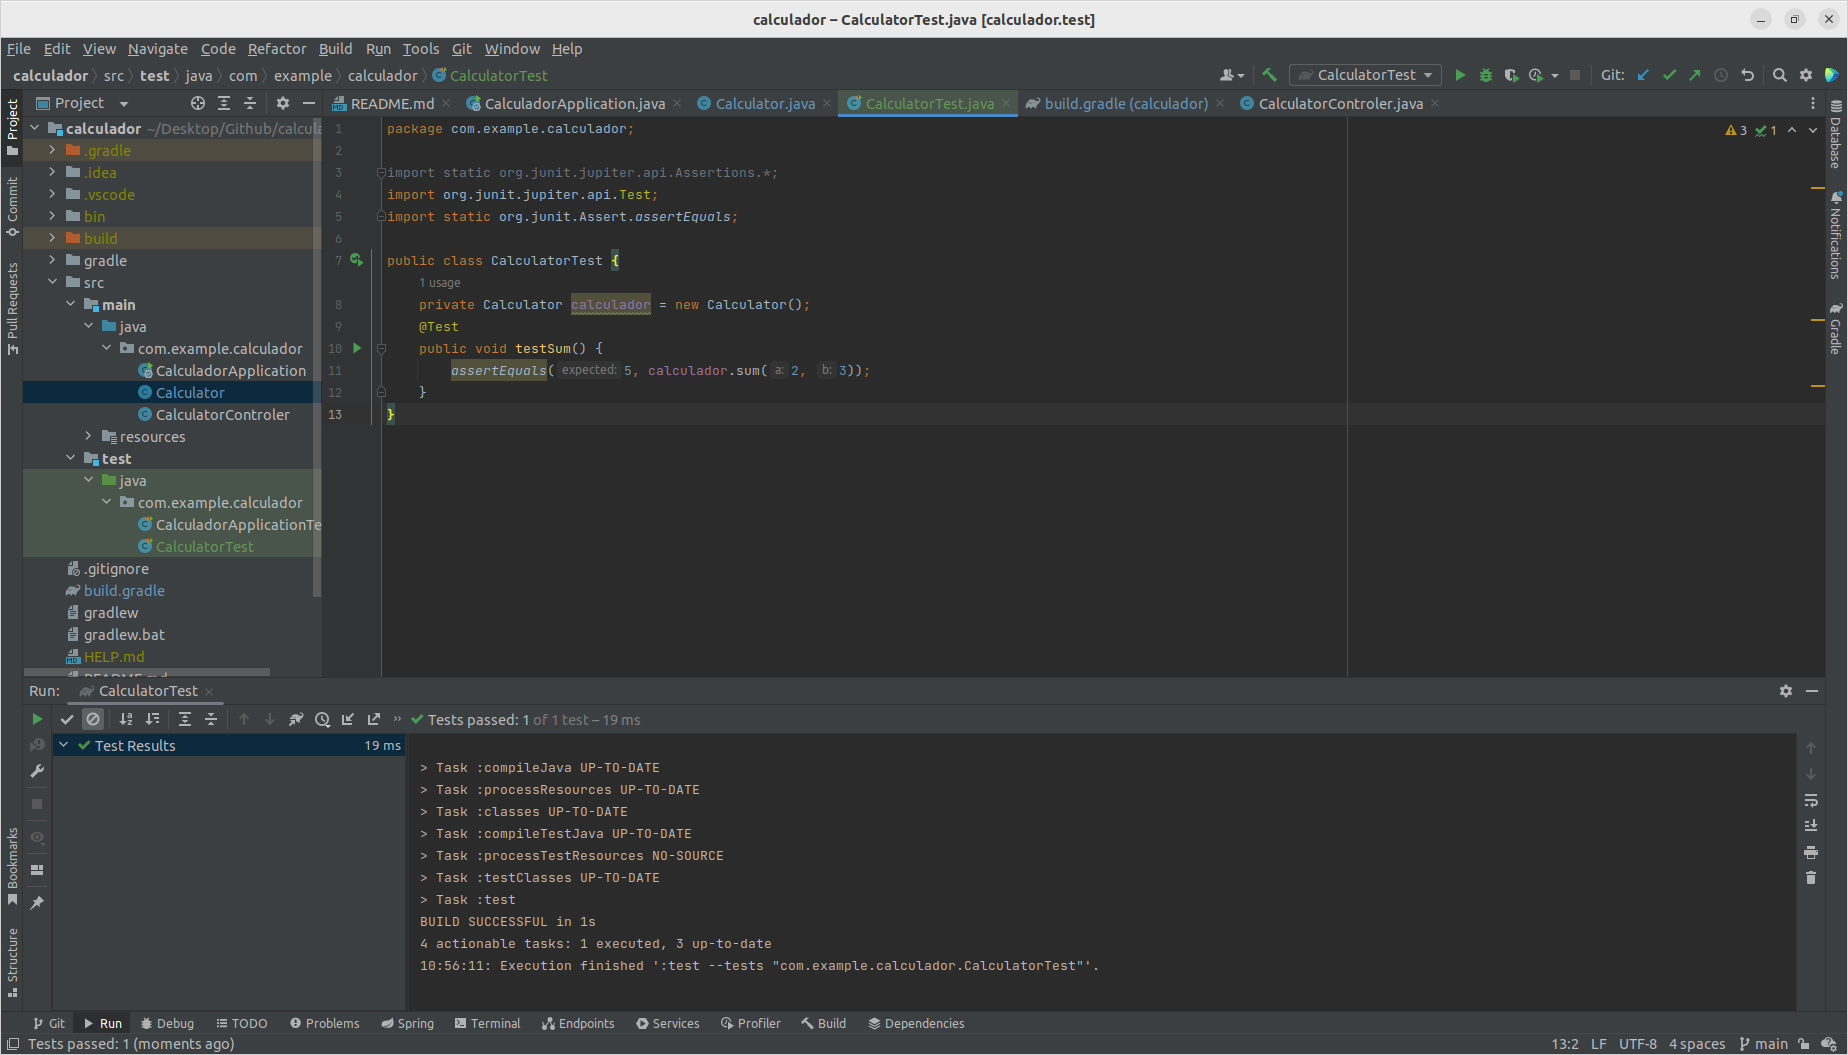 calculador – CalculatorTest.java [calculador.test]
File Edit View Navigate Code Refactor Build Run Tools Git Window Help
calculador src test java com example calculador CalculatorTest
CalculatorTest
Git:
Project
README.md
CalculadorApplication.java
Calculator.java
CalculatorTest.java
build.gradle (calculador)
CalculatorControler.java
Project
Commit
Pull Requests
Bookmarks
Structure
calculador ~/Desktop/Github/calcula
.gradle
.idea
.vscode
bin
build
gradle
src
main
java
com.example.calculador
CalculadorApplication
Calculator
CalculatorControler
resources
test
java
com.example.calculador
CalculadorApplicationTe
CalculatorTest
.gitignore
build.gradle
gradlew
gradlew.bat
HELP.md
README.md
1 package com.example.calculador;
2
3 import static org.junit.jupiter.api.Assertions.*;
4 import org.junit.jupiter.api.Test;
5 import static org.junit.Assert.assertEquals;
6
7 public class CalculatorTest {
1 usage
8 private Calculator calculador = new Calculator();
9 @Test
10 public void testSum() {
11 assertEquals( expected: 5, calculador.sum( a: 2, b: 3));
12 }
13 }
3 1
Database
Notifications
Gradle
Run: CalculatorTest
Tests passed: 1 of 1 test – 19 ms
Test Results 19 ms
> Task :compileJava UP-TO-DATE
> Task :processResources UP-TO-DATE
> Task :classes UP-TO-DATE
> Task :compileTestJava UP-TO-DATE
> Task :processTestResources NO-SOURCE
> Task :testClasses UP-TO-DATE
> Task :test
BUILD SUCCESSFUL in 1s
4 actionable tasks: 1 executed, 3 up-to-date
10:56:11: Execution finished ':test --tests "com.example.calculador.CalculatorTest"'.
Git Run Debug TODO Problems Spring Terminal Endpoints Services Profiler Build Dependencies
Tests passed: 1 (moments ago)
13:2 LF UTF-8 4 spaces main